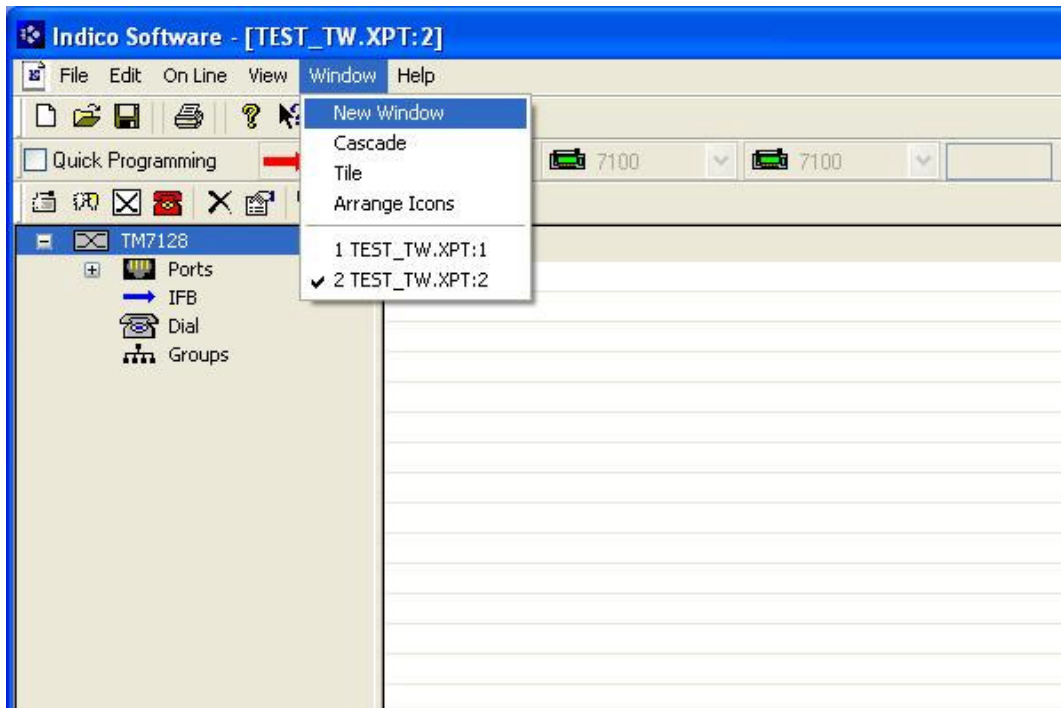 Indico Software - [TEST_TW.XPT:2]
File Edit On Line View Window Help
New Window
Cascade
Tile
Arrange Icons
1 TEST_TW.XPT:1
2 TEST_TW.XPT:2
Quick Programming 7100 7100
TM7128
Ports
IFB
Dial
Groups